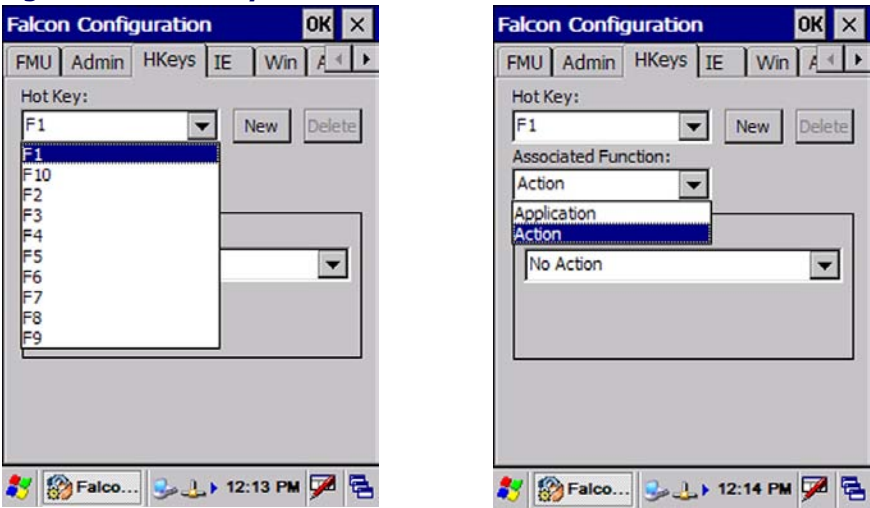 Falcon Configuration OK
FMU Admin HKeys IE Win
Hot Key:
F1 New Delete
F1
F10
F2
F3
F4
F5
F6
F7
F8
F9
Falco... 12:13 PM
Falcon Configuration OK
FMU Admin HKeys IE Win
Hot Key:
F1 New Delete
Associated Function:
Action
Application
Action
No Action
Falco... 12:14 PM